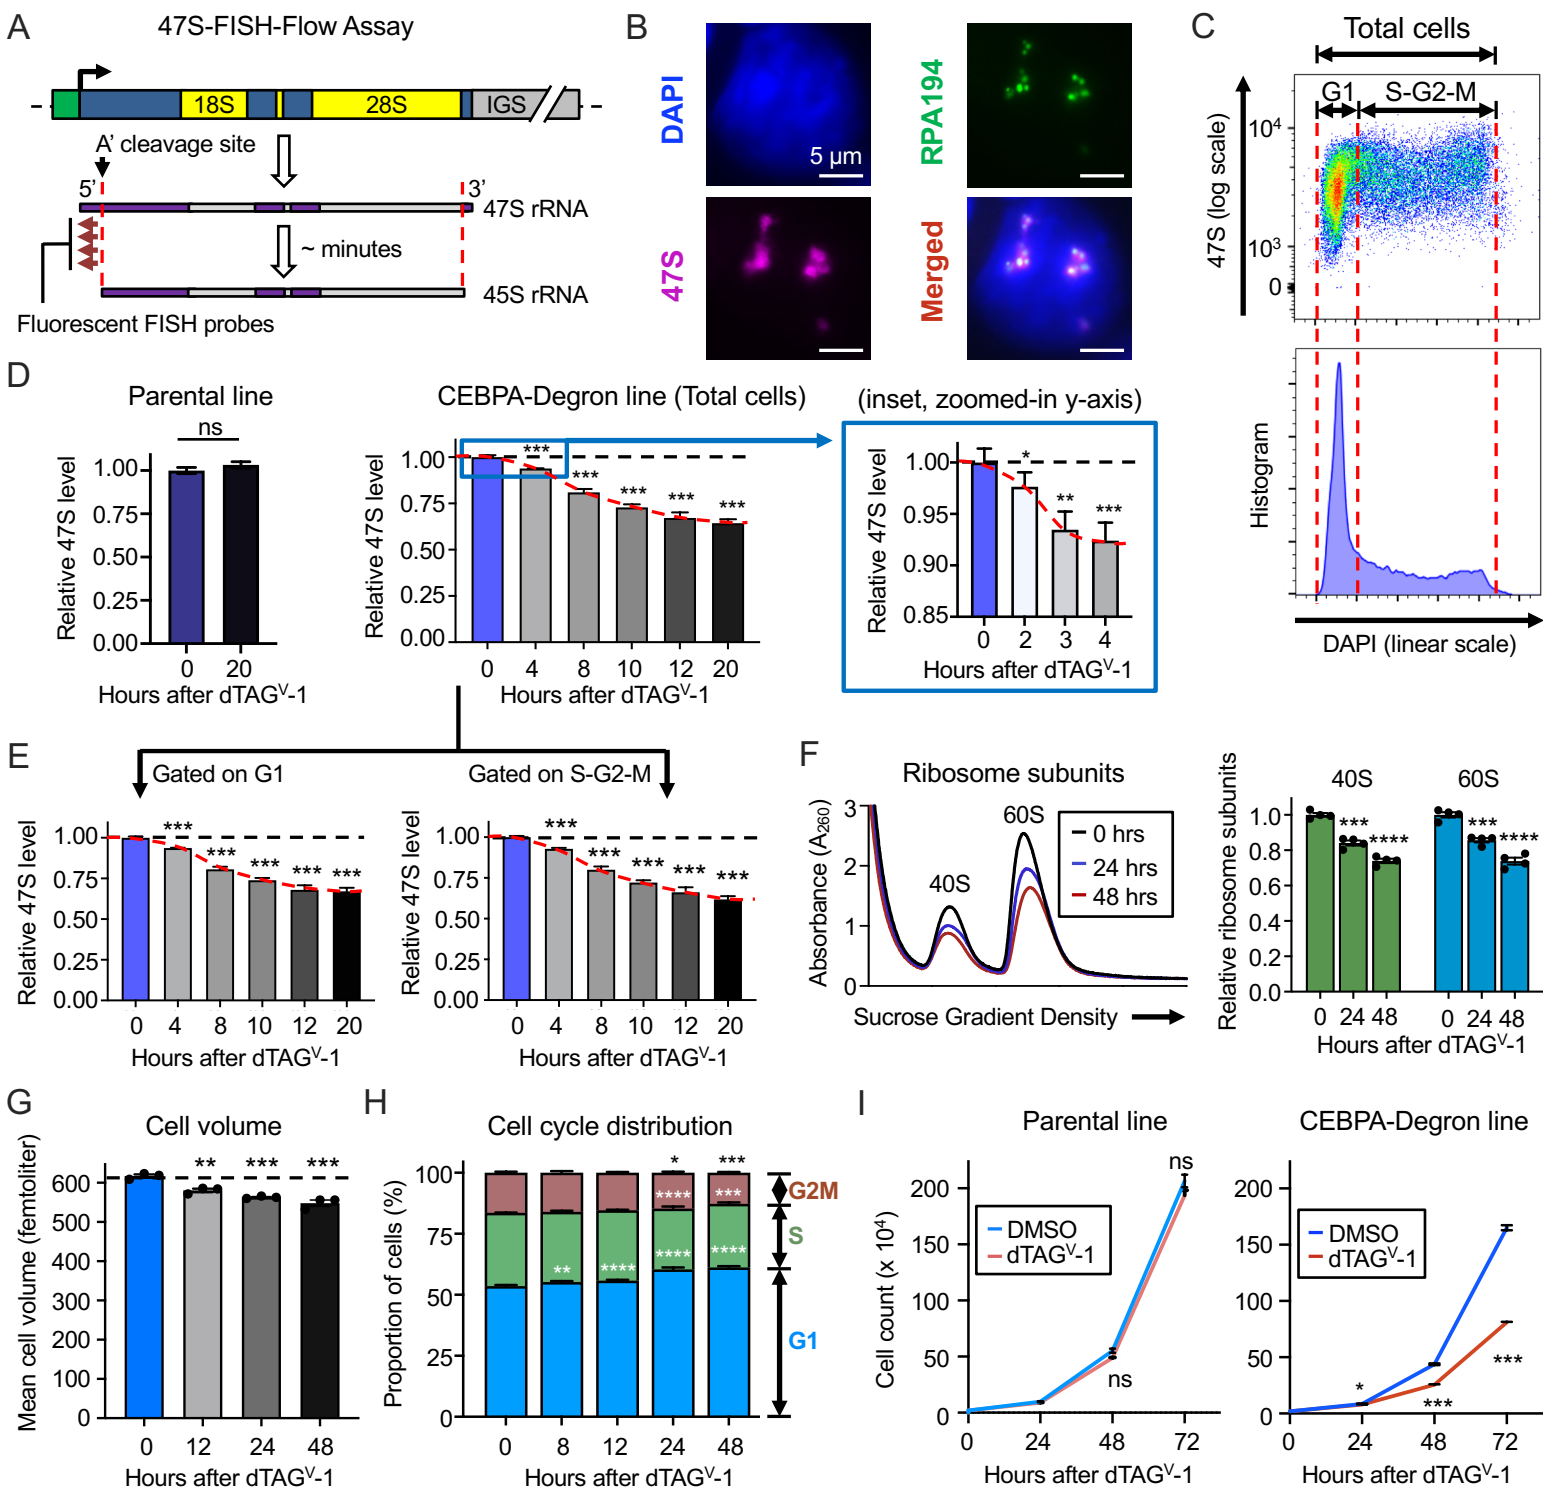 A
47S-FISH-Flow Assay
18S
28S
IGS
A' cleavage site
5'
3'
47S rRNA
~ minutes
45S rRNA
Fluorescent FISH probes
B
DAPI
5 µm
RPA194
47S
Merged
C
Total cells
G1
S-G2-M
47S (log scale)
10⁴
10³
0
Histogram
DAPI (linear scale)
D
Parental line
ns
Relative 47S level
1.00
0.75
0.50
0.25
0.00
0 20
Hours after dTAGⱽ-1
CEBPA-Degron line (Total cells)
Relative 47S level
1.00
0.75
0.50
0.25
0.00
*** *** *** *** ***
0 4 8 10 12 20
Hours after dTAGⱽ-1
(inset, zoomed-in y-axis)
Relative 47S level
1.00
0.95
0.90
0.85
* ** ***
0 2 3 4
Hours after dTAGⱽ-1
E
Gated on G1
Relative 47S level
1.00
0.75
0.50
0.25
0.00
*** *** *** *** ***
0 4 8 10 12 20
Hours after dTAGⱽ-1
Gated on S-G2-M
Relative 47S level
1.00
0.75
0.50
0.25
0.00
*** *** *** *** ***
0 4 8 10 12 20
Hours after dTAGⱽ-1
F
Ribosome subunits
Absorbance (A₂₆₀)
3
2
1
0
40S
60S
0 hrs
24 hrs
48 hrs
Sucrose Gradient Density
Relative ribosome subunits
40S 60S
1.0
0.8
0.6
0.4
0.2
0.0
*** **** *** ****
0 24 48 0 24 48
Hours after dTAGⱽ-1
G
Cell volume
Mean cell volume (femtoliter)
600
500
400
300
200
100
0
** *** ***
0 12 24 48
Hours after dTAGⱽ-1
H
Cell cycle distribution
Proportion of cells (%)
100
75
50
25
0
* ***
**** ***
** **** **** ****
G2M
S
G1
0 8 12 24 48
Hours after dTAGⱽ-1
I
Parental line
Cell count (x 10⁴)
200
150
100
50
0
DMSO
dTAGⱽ-1
ns
ns
0 24 48 72
Hours after dTAGⱽ-1
CEBPA-Degron line
200
150
100
50
0
DMSO
dTAGⱽ-1
* *** ***
0 24 48 72
Hours after dTAGⱽ-1